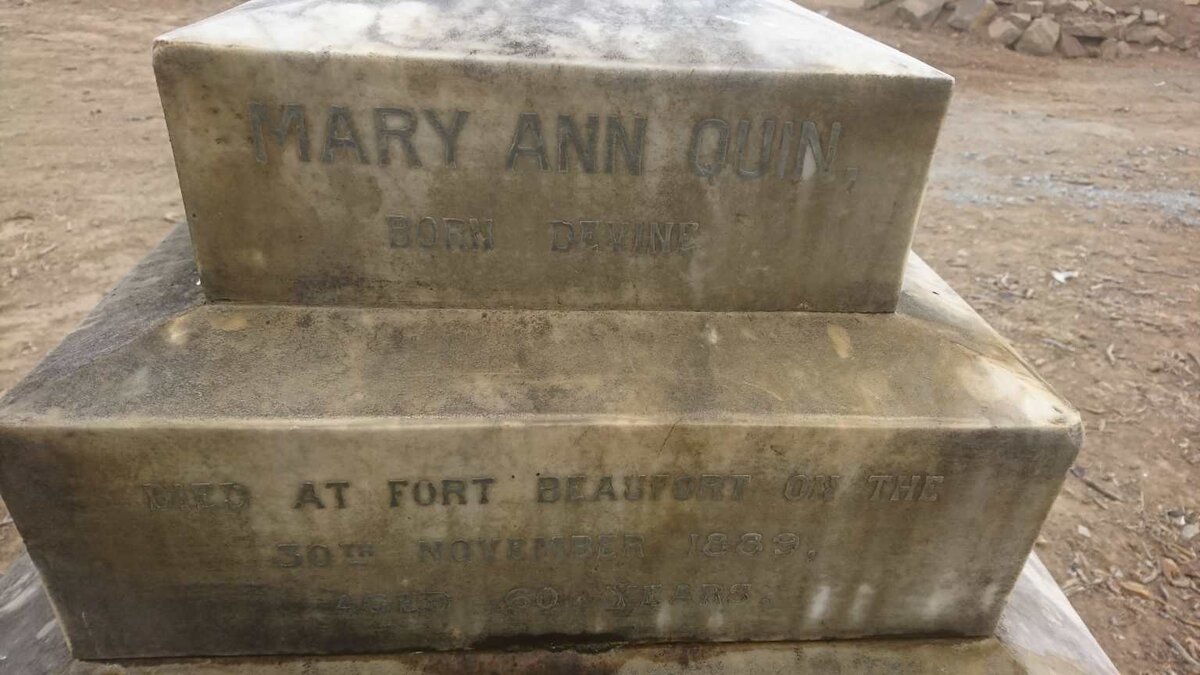 MARY ANN QUIN,
BORN DEVINE
DIED AT FORT BEAUFORT ON THE
30TH NOVEMBER 1889,
AGED 60 YEARS.